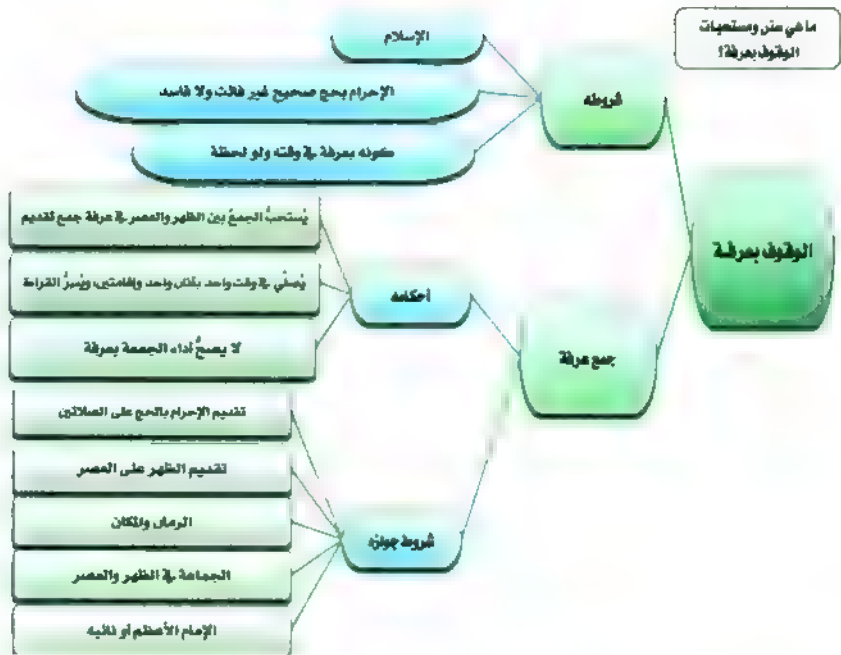 ما هي سنن ومستحبات
الوقوف بعرفة؟
الوقوف بعرفة
شروطه
الإسلام
الإحرام بحج صحيح غير فائت ولا فاسد
كونه بعرفة في وقته ولو لحظة
جمع عرفة
أحكامه
يُستحبُّ الجمعُ بين الظهر والعصر في عرفة جمع تقديم
يُصلَّي في وقت واحد بأذان واحد وإقامتين، ويُسِرُّ القراءة
لا يصحُّ أداء الجمعة بعرفة
شروط جوازه
تقديم الإحرام بالحج على الصلاتين
تقديم الظهر على العصر
الزمان والمكان
الجماعة في الظهر والعصر
الإمام الأعظم أو نائبه